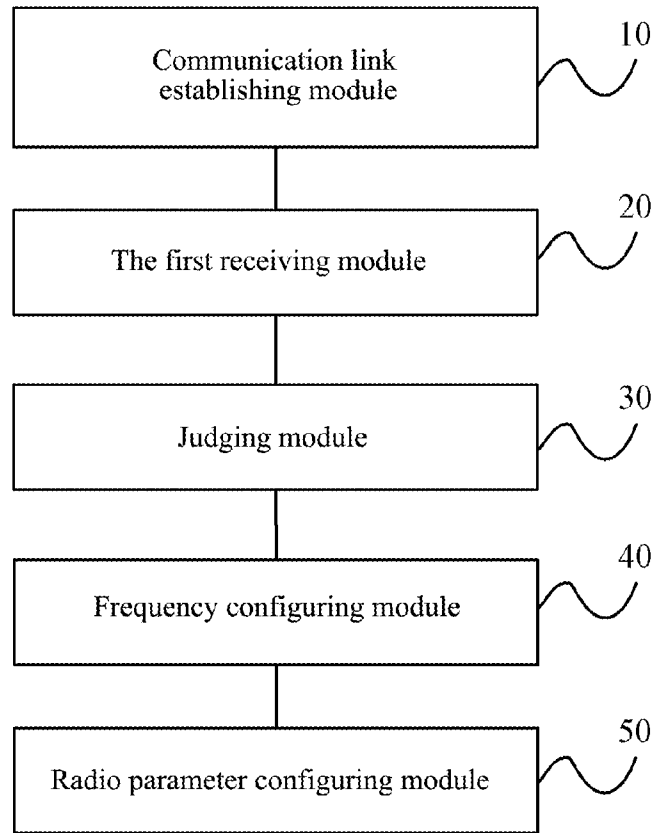 10
Communication link
establishing module
20
The first receiving module
30
Judging module
40
Frequency configuring module
50
Radio parameter configuring module